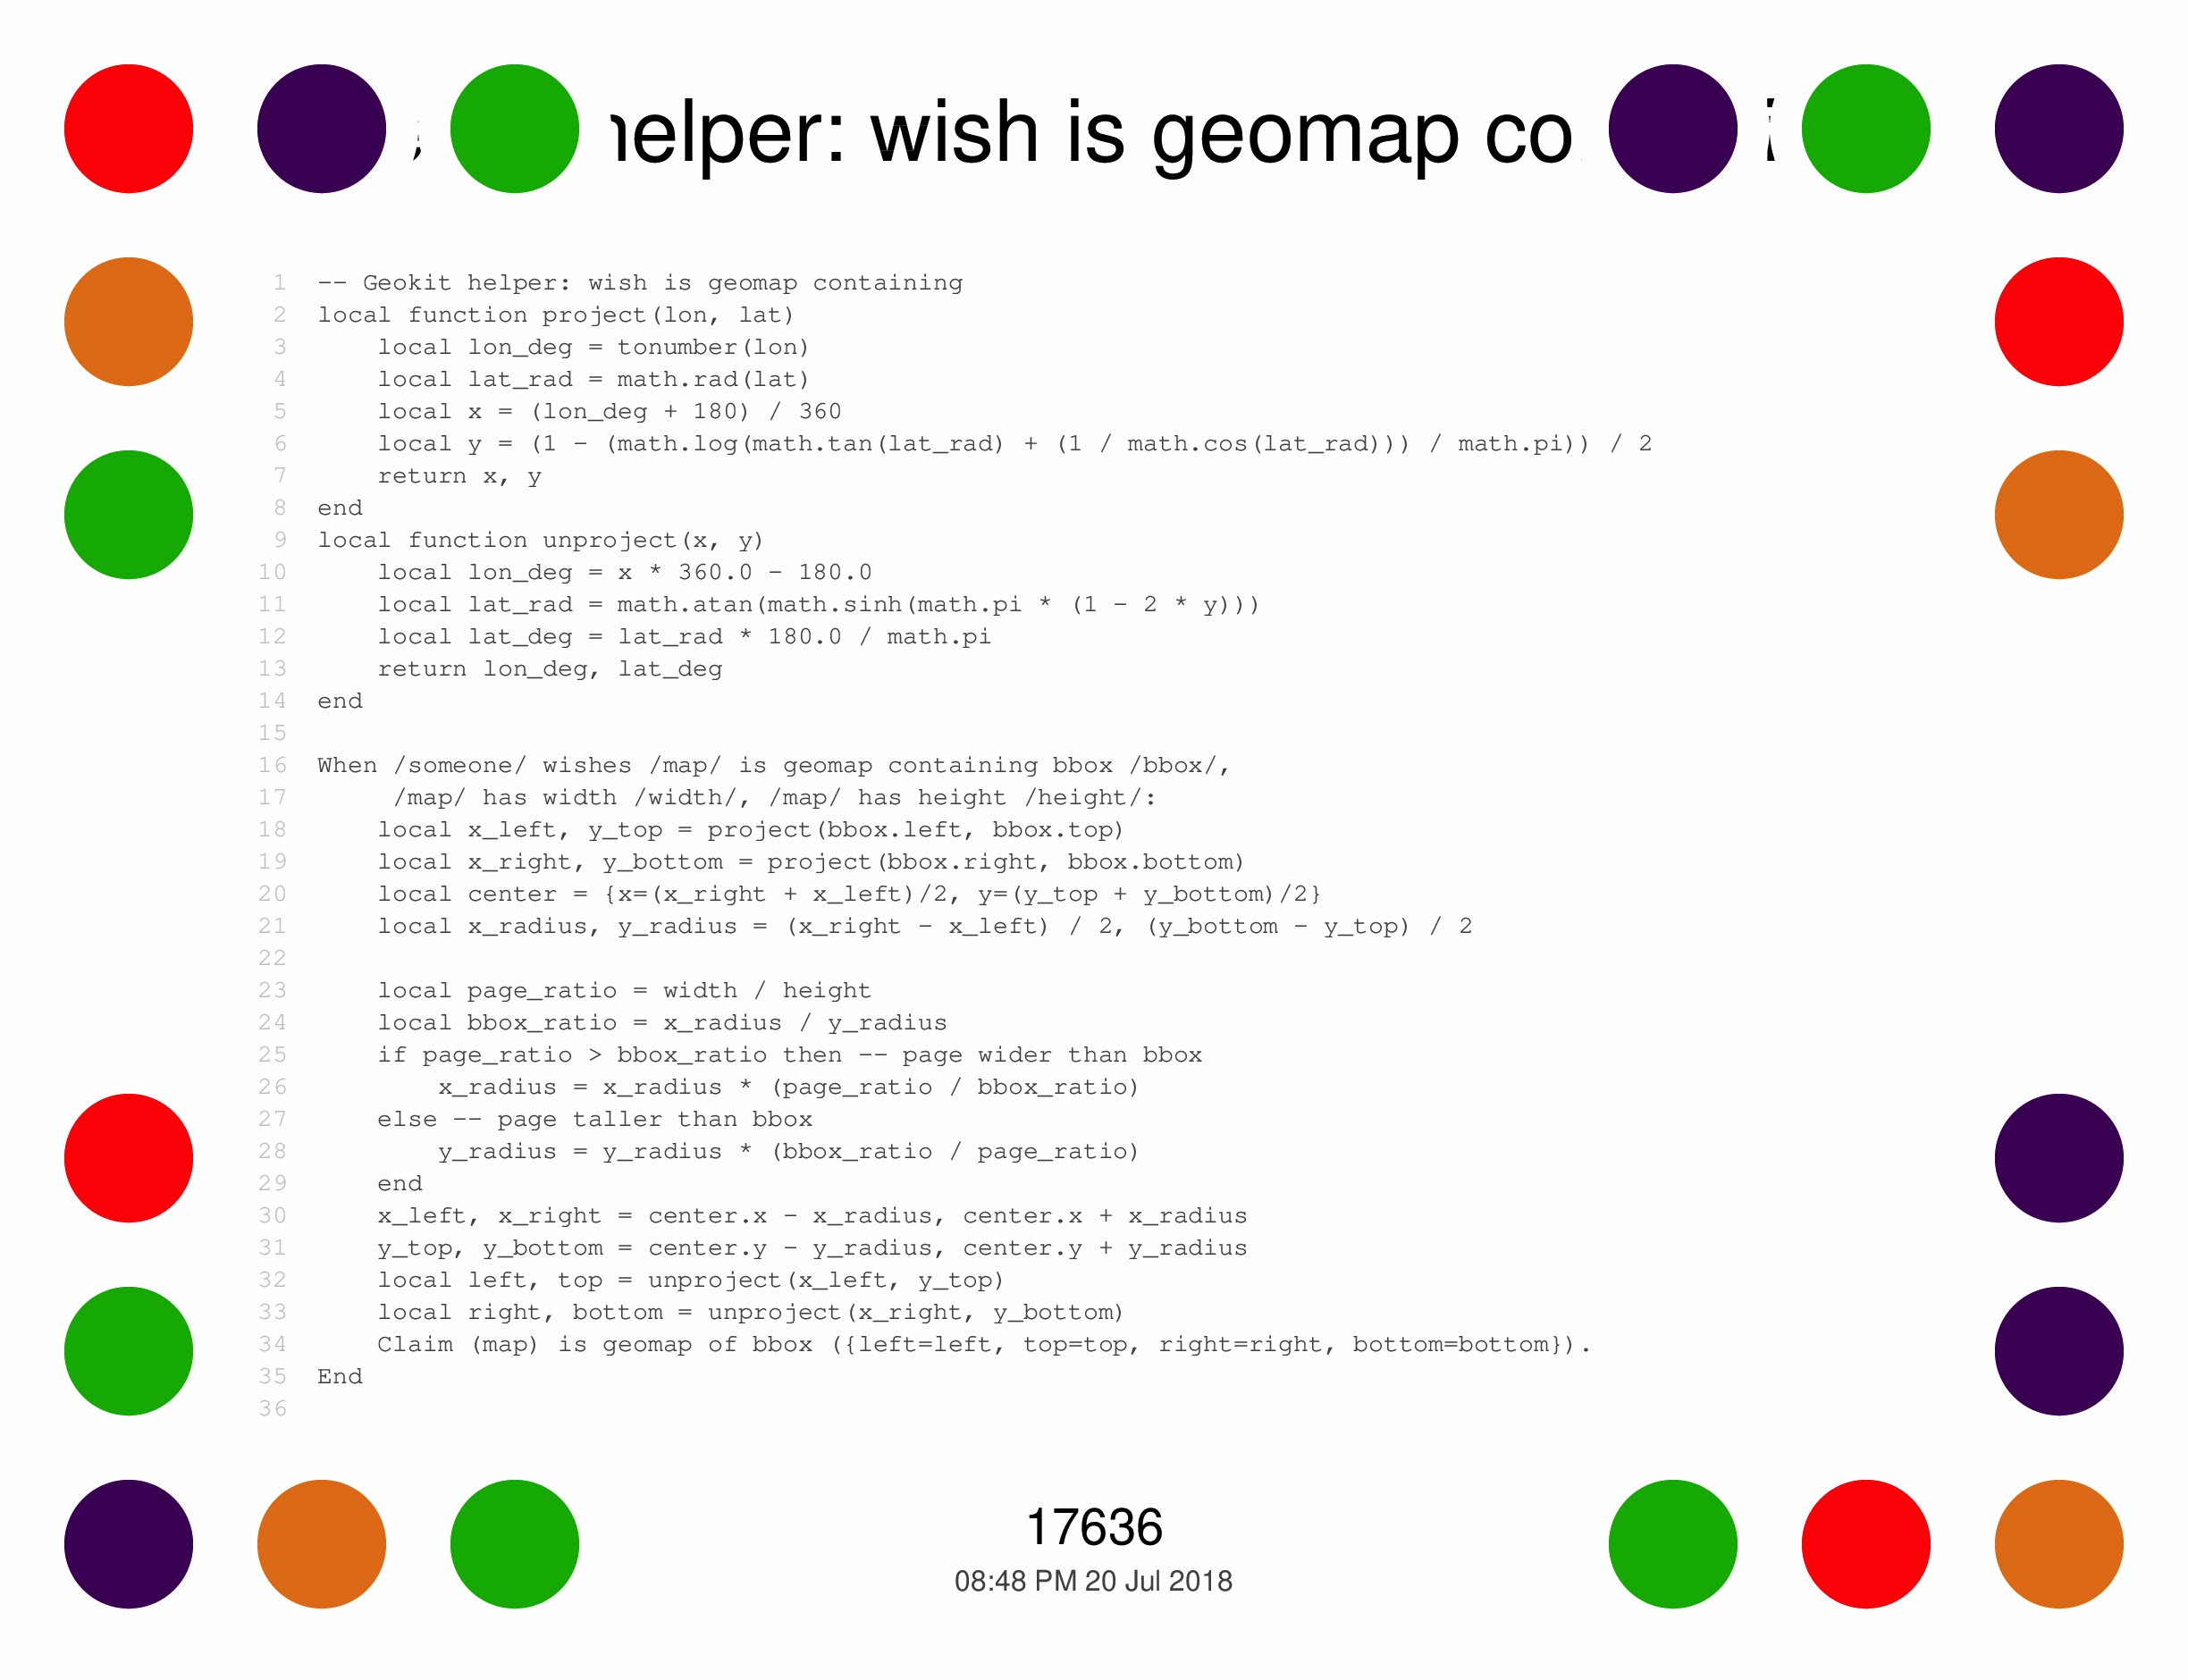 helper: wish is geomap co
1 -- Geokit helper: wish is geomap containing
2 local function project(lon, lat)
3     local lon_deg = tonumber(lon)
4     local lat_rad = math.rad(lat)
5     local x = (lon_deg + 180) / 360
6     local y = (1 - (math.log(math.tan(lat_rad) + (1 / math.cos(lat_rad))) / math.pi)) / 2
7     return x, y
8 end
9 local function unproject(x, y)
10     local lon_deg = x * 360.0 - 180.0
11     local lat_rad = math.atan(math.sinh(math.pi * (1 - 2 * y)))
12     local lat_deg = lat_rad * 180.0 / math.pi
13     return lon_deg, lat_deg
14 end
15
16 When /someone/ wishes /map/ is geomap containing bbox /bbox/,
17      /map/ has width /width/, /map/ has height /height/:
18     local x_left, y_top = project(bbox.left, bbox.top)
19     local x_right, y_bottom = project(bbox.right, bbox.bottom)
20     local center = {x=(x_right + x_left)/2, y=(y_top + y_bottom)/2}
21     local x_radius, y_radius = (x_right - x_left) / 2, (y_bottom - y_top) / 2
22
23     local page_ratio = width / height
24     local bbox_ratio = x_radius / y_radius
25     if page_ratio > bbox_ratio then -- page wider than bbox
26         x_radius = x_radius * (page_ratio / bbox_ratio)
27     else -- page taller than bbox
28         y_radius = y_radius * (bbox_ratio / page_ratio)
29     end
30     x_left, x_right = center.x - x_radius, center.x + x_radius
31     y_top, y_bottom = center.y - y_radius, center.y + y_radius
32     local left, top = unproject(x_left, y_top)
33     local right, bottom = unproject(x_right, y_bottom)
34     Claim (map) is geomap of bbox ({left=left, top=top, right=right, bottom=bottom}).
35 End
36
17636
08:48 PM 20 Jul 2018